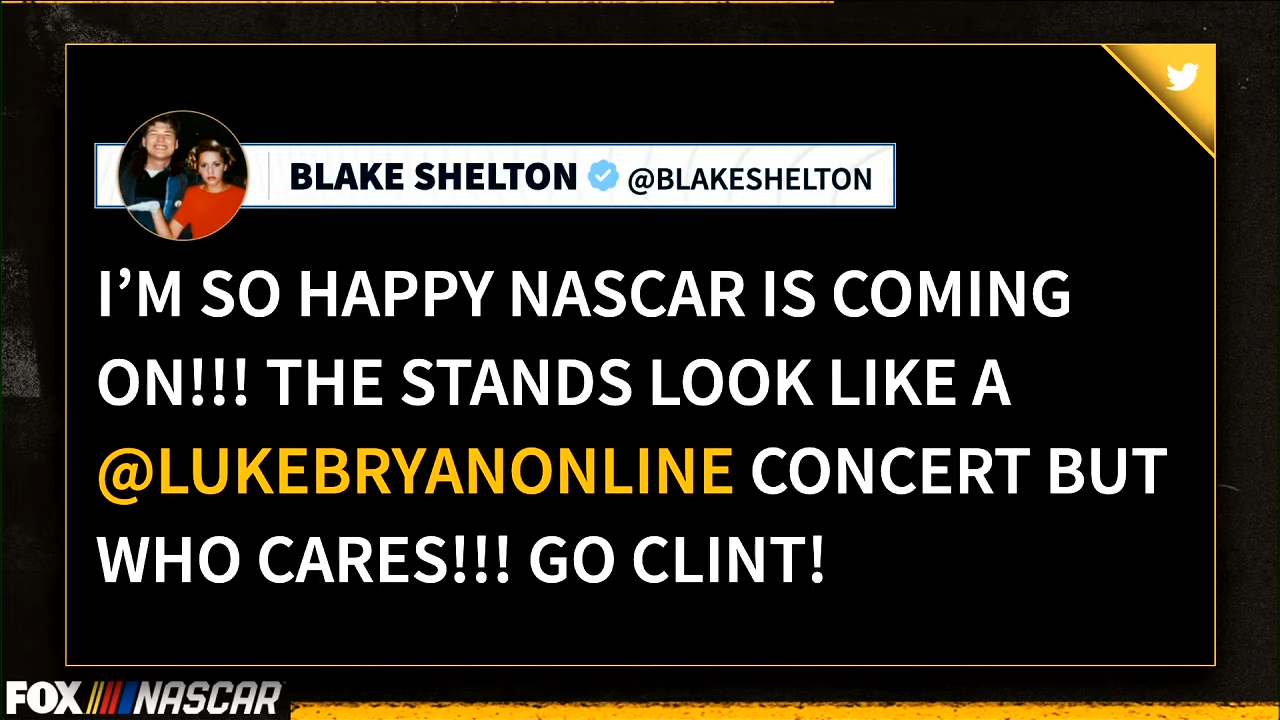 BLAKE SHELTON @BLAKESHELTON
I’M SO HAPPY NASCAR IS COMING
ON!!! THE STANDS LOOK LIKE A
@LUKEBRYANONLINE CONCERT BUT
WHO CARES!!! GO CLINT!
FOX NASCAR